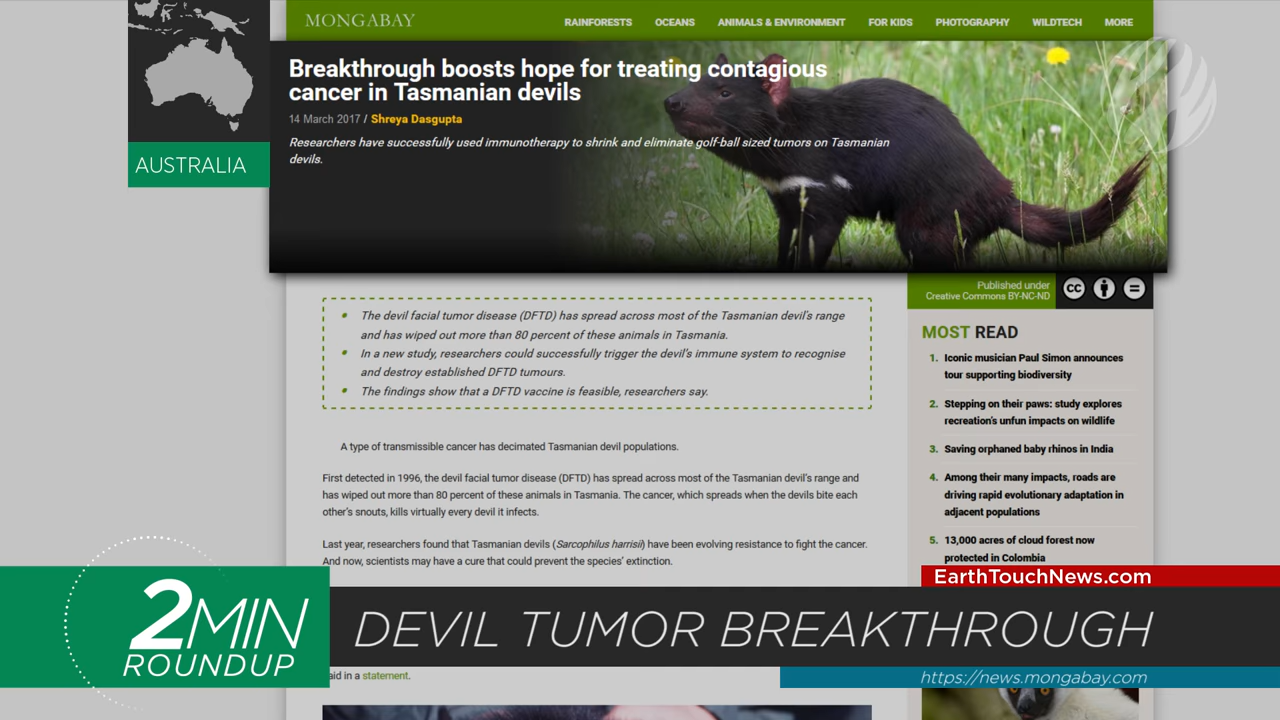 MONGABAY
RAINFORESTS OCEANS ANIMALS & ENVIRONMENT FOR KIDS PHOTOGRAPHY WILDTECH MORE
Breakthrough boosts hope for treating contagious
cancer in Tasmanian devils
14 March 2017 / Shreya Dasgupta
Researchers have successfully used immunotherapy to shrink and eliminate golf-ball sized tumors on Tasmanian
devils.
AUSTRALIA
Published under
Creative Commons BY-NC-ND
cc
The devil facial tumor disease (DFTD) has spread across most of the Tasmanian devil's range
and has wiped out more than 80 percent of these animals in Tasmania.
In a new study, researchers could successfully trigger the devil's immune system to recognise
and destroy established DFTD tumours.
The findings show that a DFTD vaccine is feasible, researchers say.
A type of transmissible cancer has decimated Tasmanian devil populations.
First detected in 1996, the devil facial tumor disease (DFTD) has spread across most of the Tasmanian devil's range and
has wiped out more than 80 percent of these animals in Tasmania. The cancer, which spreads when the devils bite each
other's snouts, kills virtually every devil it infects.
Last year, researchers found that Tasmanian devils (Sarcophilus harrisii) have been evolving resistance to fight the cancer.
And now, scientists may have a cure that could prevent the species' extinction.
MOST READ
1. Iconic musician Paul Simon announces
tour supporting biodiversity
2. Stepping on their paws: study explores
recreation's unfun impacts on wildlife
3. Saving orphaned baby rhinos in India
4. Among their many impacts, roads are
driving rapid evolutionary adaptation in
adjacent populations
5. 13,000 acres of cloud forest now
protected in Colombia
EarthTouchNews.com
2MIN
ROUNDUP
DEVIL TUMOR BREAKTHROUGH
in a statement.
https://news.mongabay.com